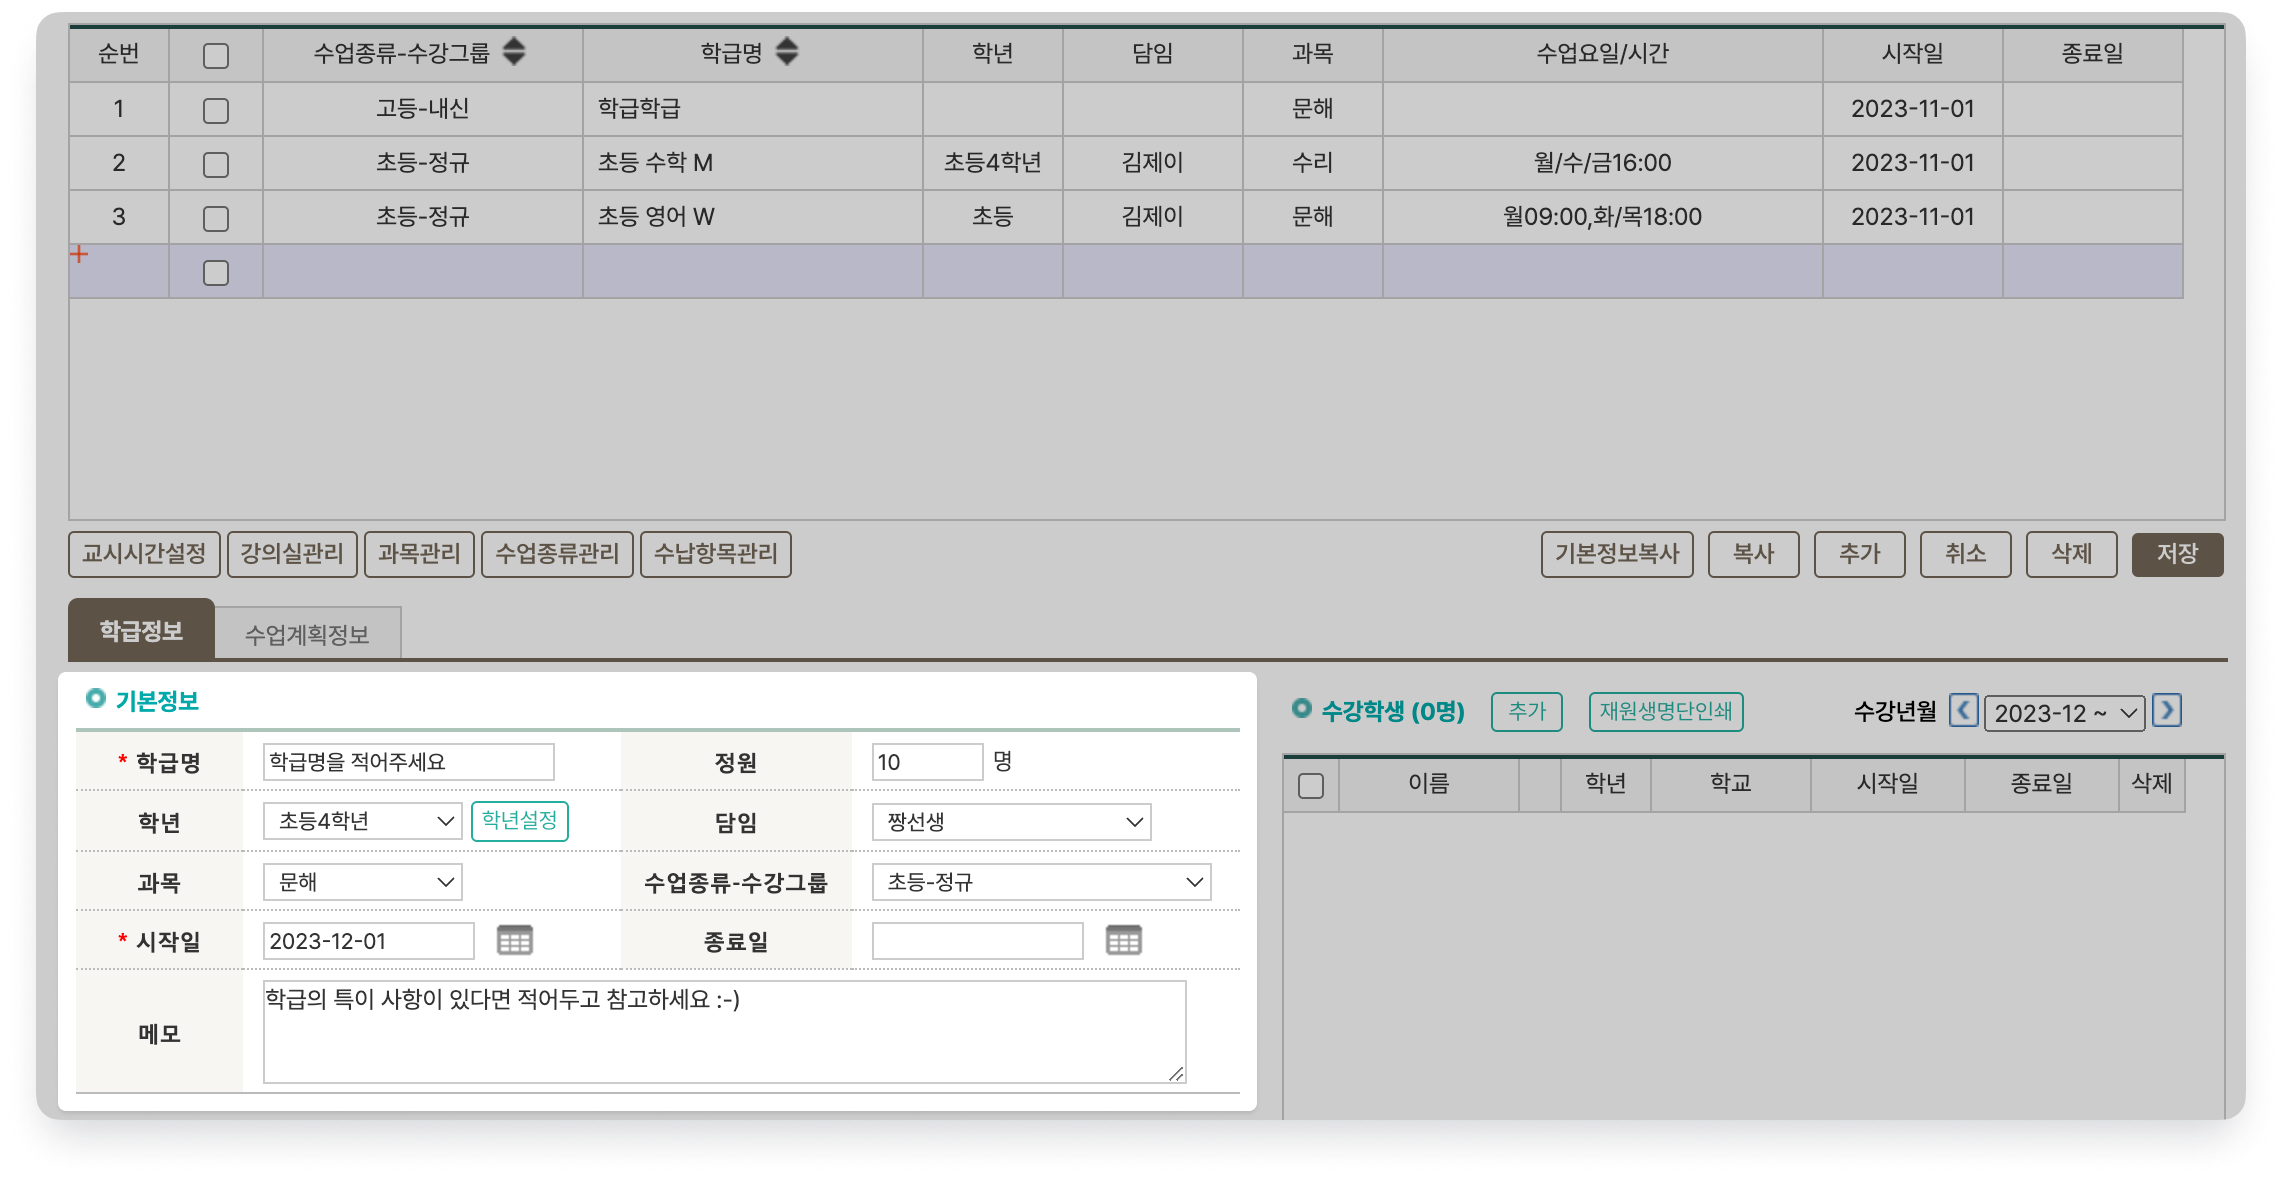 순번 수업종류-수강그룹 학급명 학년 담임 과목 수업요일/시간 시작일 종료일
1 고등-내신 학급학급 문해 2023-11-01
2 초등-정규 초등 수학 M 초등4학년 김제이 수리 월/수/금16:00 2023-11-01
3 초등-정규 초등 영어 W 초등 김제이 문해 월09:00,화/목18:00 2023-11-01
교시시간설정 강의실관리 과목관리 수업종류관리 수납항목관리 기본정보복사 복사 추가 취소 삭제 저장
학급정보 수업계획정보
기본정보
* 학급명 학급명을 적어주세요 정원 10 명
학년 초등4학년 학년설정 담임 짱선생
과목 문해 수업종류-수강그룹 초등-정규
* 시작일 2023-12-01 종료일
메모 학급의 특이 사항이 있다면 적어두고 참고하세요 :-)
수강학생 (0명) 추가 재원생명단인쇄 수강년월 2023-12 ~
이름 학년 학교 시작일 종료일 삭제